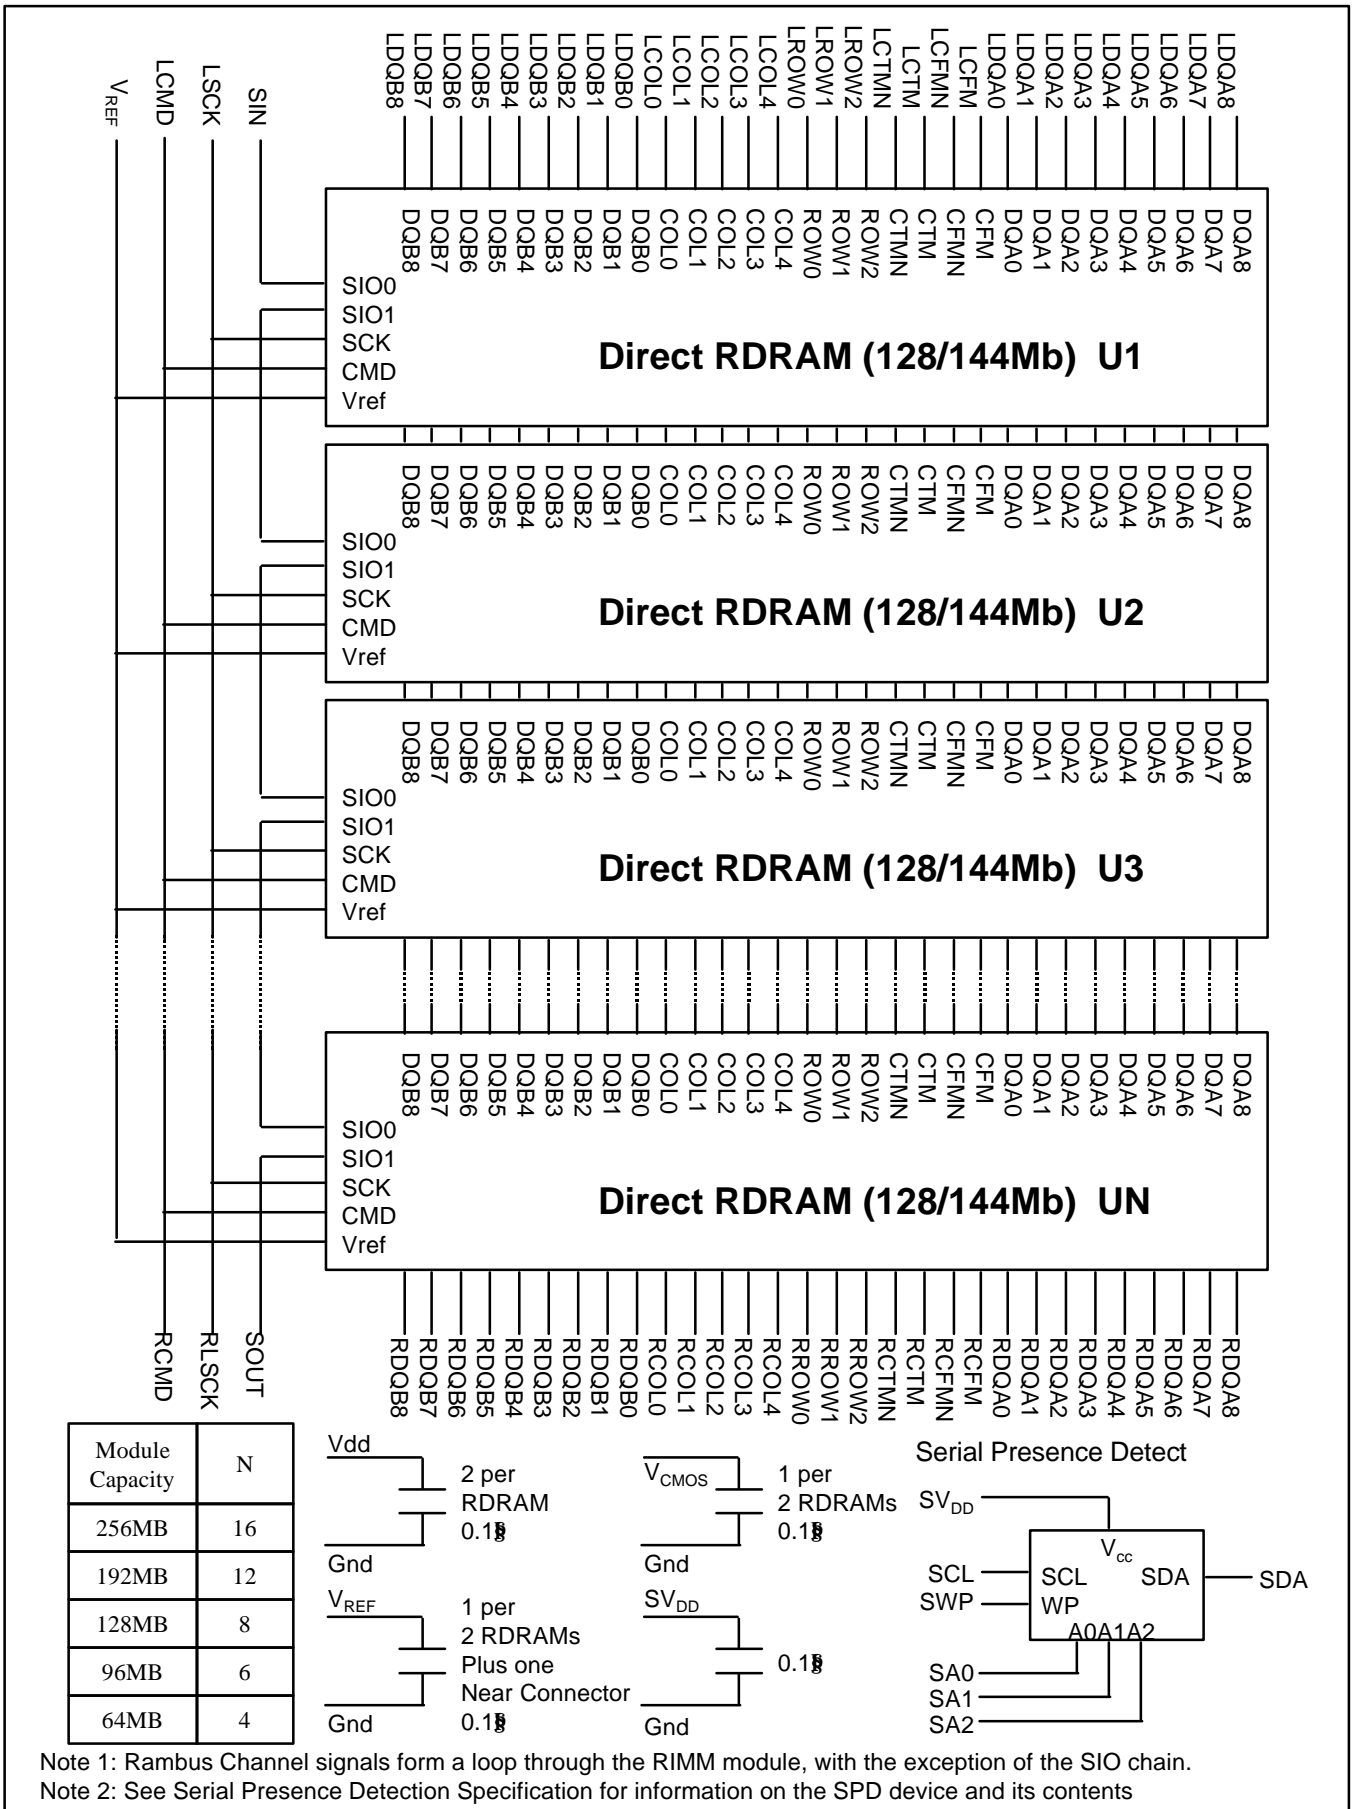 VREF LCMD LSCK SIN
LDQB8 LDQB7 LDQB6 LDQB5 LDQB4 LDQB3 LDQB2 LDQB1 LDQB0 LCOL0 LCOL1 LCOL2 LCOL3 LCOL4 LROW0 LROW1 LROW2 LCTMN LCTM LCFMN LCFM LDQA0 LDQA1 LDQA2 LDQA3 LDQA4 LDQA5 LDQA6 LDQA7 LDQA8
DQB8 DQB7 DQB6 DQB5 DQB4 DQB3 DQB2 DQB1 DQB0 COL0 COL1 COL2 COL3 COL4 ROW0 ROW1 ROW2 CTMN CTM CFMN CFM DQA0 DQA1 DQA2 DQA3 DQA4 DQA5 DQA6 DQA7 DQA8
SIO0
SIO1
SCK
CMD
Vref
Direct RDRAM (128/144Mb) U1
DQB8 DQB7 DQB6 DQB5 DQB4 DQB3 DQB2 DQB1 DQB0 COL0 COL1 COL2 COL3 COL4 ROW0 ROW1 ROW2 CTMN CTM CFMN CFM DQA0 DQA1 DQA2 DQA3 DQA4 DQA5 DQA6 DQA7 DQA8
SIO0
SIO1
SCK
CMD
Vref
Direct RDRAM (128/144Mb) U2
DQB8 DQB7 DQB6 DQB5 DQB4 DQB3 DQB2 DQB1 DQB0 COL0 COL1 COL2 COL3 COL4 ROW0 ROW1 ROW2 CTMN CTM CFMN CFM DQA0 DQA1 DQA2 DQA3 DQA4 DQA5 DQA6 DQA7 DQA8
SIO0
SIO1
SCK
CMD
Vref
Direct RDRAM (128/144Mb) U3
DQB8 DQB7 DQB6 DQB5 DQB4 DQB3 DQB2 DQB1 DQB0 COL0 COL1 COL2 COL3 COL4 ROW0 ROW1 ROW2 CTMN CTM CFMN CFM DQA0 DQA1 DQA2 DQA3 DQA4 DQA5 DQA6 DQA7 DQA8
SIO0
SIO1
SCK
CMD
Vref
Direct RDRAM (128/144Mb) UN
RCMD RLSCK SOUT
RDQB8 RDQB7 RDQB6 RDQB5 RDQB4 RDQB3 RDQB2 RDQB1 RDQB0 RCOL0 RCOL1 RCOL2 RCOL3 RCOL4 RROW0 RROW1 RROW2 RCTMN RCTM RCFMN RCFM RDQA0 RDQA1 RDQA2 RDQA3 RDQA4 RDQA5 RDQA6 RDQA7 RDQA8
Module
Capacity N
256MB 16
192MB 12
128MB 8
96MB 6
64MB 4
Vdd
2 per
RDRAM
Gnd
VREF
1 per
2 RDRAMs
Plus one
Near Connector
Gnd
VCMOS
1 per
2 RDRAMs
Gnd
SVDD
Gnd
Serial Presence Detect
SVDD
Vcc
SCL SCL SDA SDA
SWP WP
A0A1A2
SA0
SA1
SA2
Note 1: Rambus Channel signals form a loop through the RIMM module, with the exception of the SIO chain.
Note 2: See Serial Presence Detection Specification for information on the SPD device and its contents